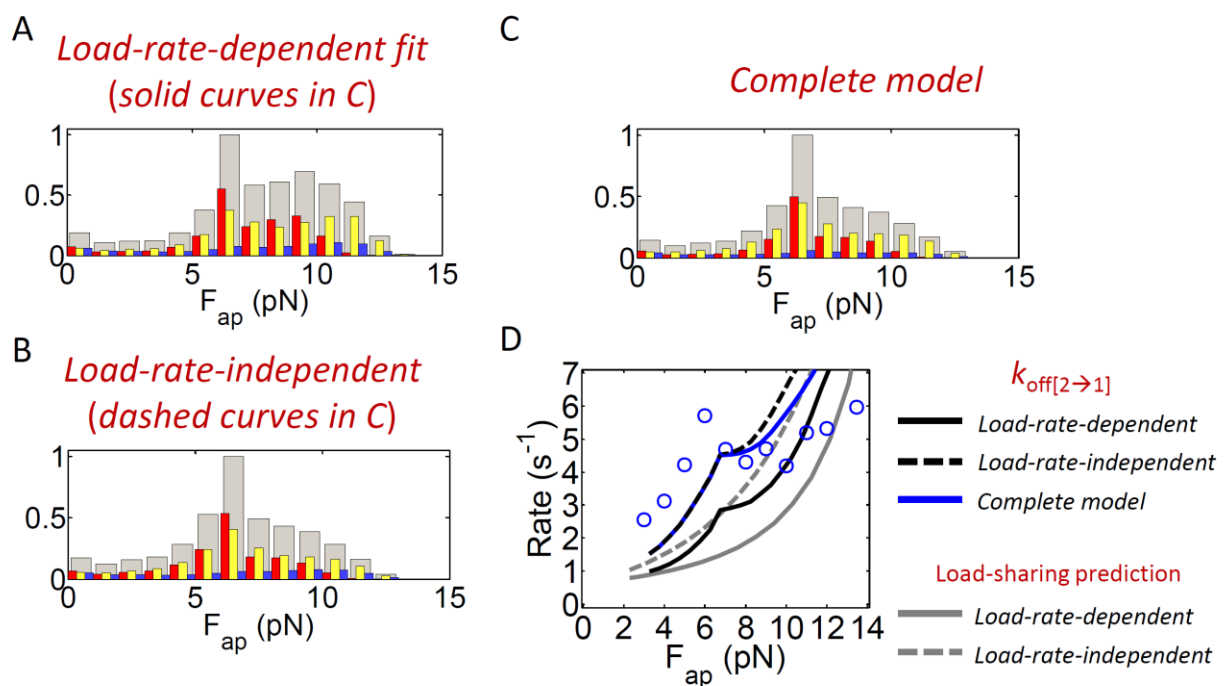 A
Load-rate-dependent fit
(solid curves in C)
1
0.5
0
0 5 10 15
F_ap (pN)
B
Load-rate-independent
(dashed curves in C)
1
0.5
0
0 5 10 15
F_ap (pN)
C
Complete model
1
0.5
0
0 5 10 15
F_ap (pN)
D
Rate (s⁻¹)
7
6
5
4
3
2
1
0
0 2 4 6 8 10 12 14
F_ap (pN)
k_off[2→1]
Load-rate-dependent
Load-rate-independent
Complete model
Load-sharing prediction
Load-rate-dependent
Load-rate-independent